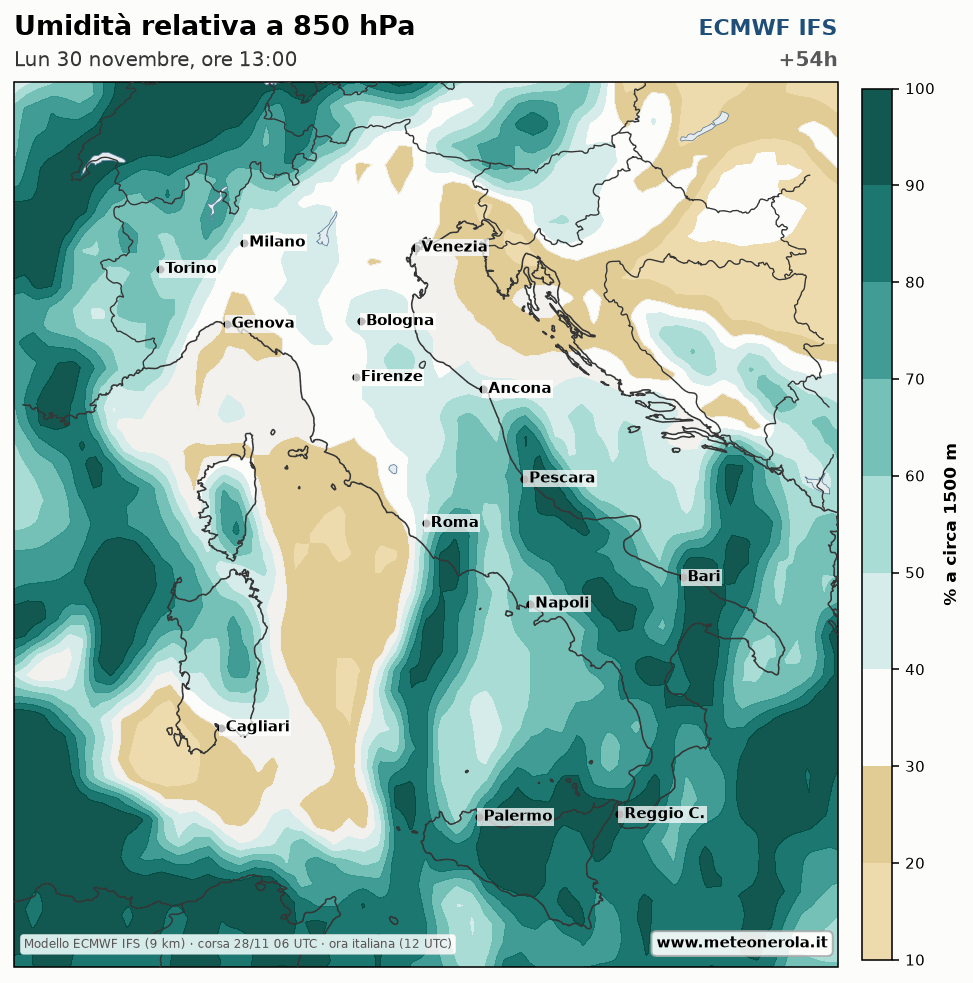 Umidità relativa a 850 hPa
ECMWF IFS
Lun 30 novembre, ore 13:00
+54h
Milano
Venezia
Torino
Genova
Bologna
Firenze
Ancona
1
Pescara
Roma
Bari
Napoli
Cagliari
Palermo
Reggio C.
100
90
80
70
60
50
40
30
20
10
% a circa 1500 m
Modello ECMWF IFS (9 km) · corsa 28/11 06 UTC · ora italiana (12 UTC)
www.meteonerola.it